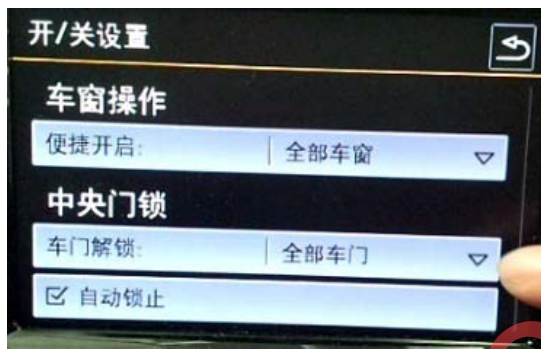 开/关设置
车窗操作
便捷开启: 全部车窗
中央门锁
车门解锁: 全部车门
自动锁止